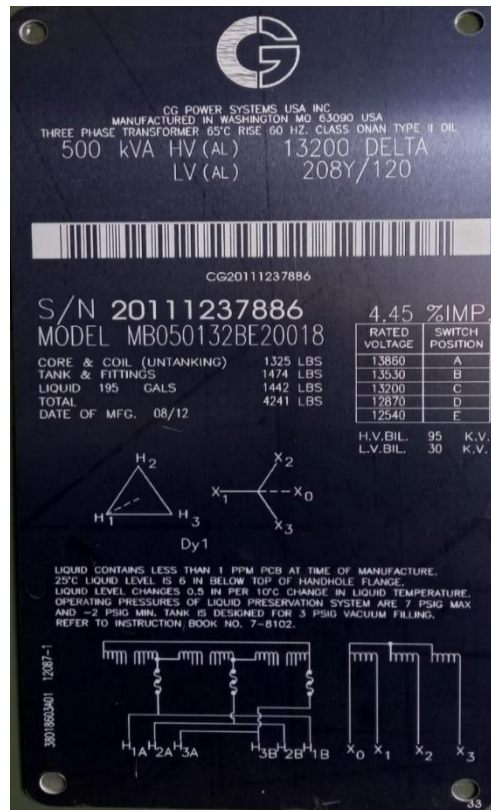 CG POWER SYSTEMS USA INC
MANUFACTURED IN WASHINGTON MO 63090 USA
THREE PHASE TRANSFORMER 65°C RISE 60 HZ. CLASS ONAN TYPE II OIL
500 kVA HV(AL) 13200 DELTA
LV(AL) 208Y/120
CG20111237886
S/N 20111237886
4.45 %IMP.
MODEL MB050132BE20018
RATED VOLTAGE SWITCH POSITION
13860 A
13530 B
13200 C
12870 D
12540 E
CORE & COIL (UNTANKING) 1325 LBS
TANK & FITTINGS 1474 LBS
LIQUID 195 GALS 1442 LBS
TOTAL 4241 LBS
DATE OF MFG. 08/12
H.V.BIL. 95 K.V.
L.V.BIL. 30 K.V.
H2
H1 H3
X2
X1 X0
X3
Dy1
LIQUID CONTAINS LESS THAN 1 PPM PCB AT TIME OF MANUFACTURE.
25°C LIQUID LEVEL IS 6 IN BELOW TOP OF HANDHOLE FLANGE.
LIQUID LEVEL CHANGES 0.5 IN PER 10°C CHANGE IN LIQUID TEMPERATURE.
OPERATING PRESSURES OF LIQUID PRESERVATION SYSTEM ARE 7 PSIG MAX
AND -2 PSIG MIN. TANK IS DESIGNED FOR 3 PSIG VACUUM FILLING.
REFER TO INSTRUCTION BOOK NO. 7-8102.
38018603A01 12087-1
H1A H2A H3A H3B H2B H1B
X0 X1 X2 X3
33